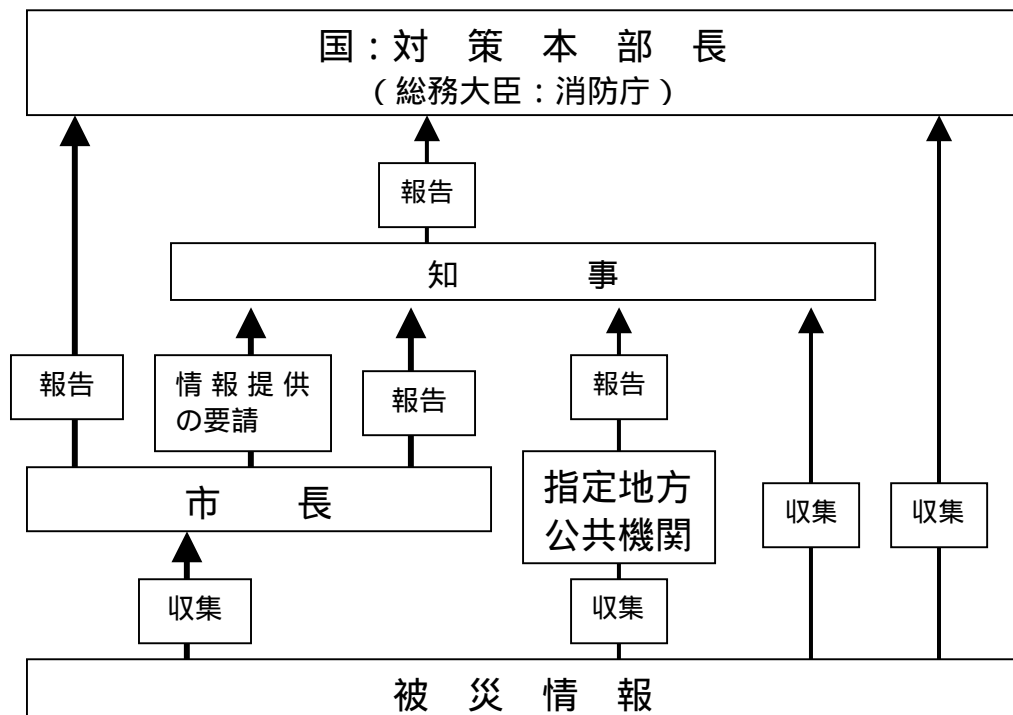 国：対 策 本 部 長
（総務大臣：消防庁）
報告
知 事
報告
情報提供
の要請
報告
報告
市 長
指定地方
公共機関
収集
収集
収集
収集
被 災 情 報